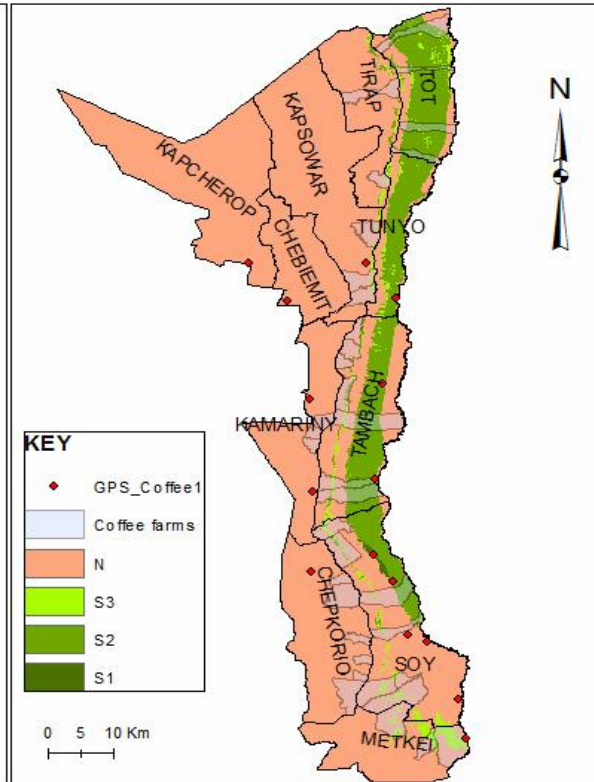 N
TIRAP
TOT
KAPSOWAR
KAPCHEROP
CHEBIEMIT
TUNYO
TAMBACH
KAMARINY
KEY
GPS_Coffee1
Coffee farms
N
S3
S2
S1
CHEPKORIO
SOY
METKEI
0 5 10 Km